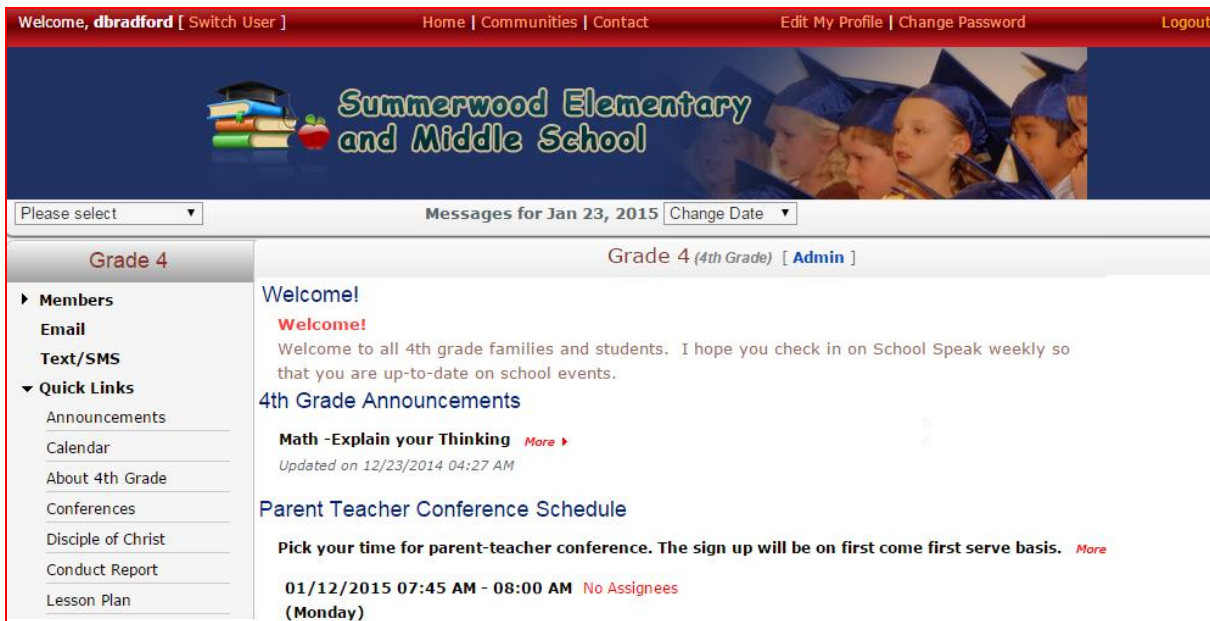 Welcome, dbradford [ Switch User ] Home | Communities | Contact Edit My Profile | Change Password Logout
Summerwood Elementary
and Middle School
Please select Messages for Jan 23, 2015 Change Date
Grade 4
Members
Email
Text/SMS
Quick Links
Announcements
Calendar
About 4th Grade
Conferences
Disciple of Christ
Conduct Report
Lesson Plan
Grade 4 (4th Grade) [ Admin ]
Welcome!
Welcome!
Welcome to all 4th grade families and students. I hope you check in on School Speak weekly so
that you are up-to-date on school events.
4th Grade Announcements
Math -Explain your Thinking More
Updated on 12/23/2014 04:27 AM
Parent Teacher Conference Schedule
Pick your time for parent-teacher conference. The sign up will be on first come first serve basis. More
01/12/2015 07:45 AM - 08:00 AM No Assignees
(Monday)